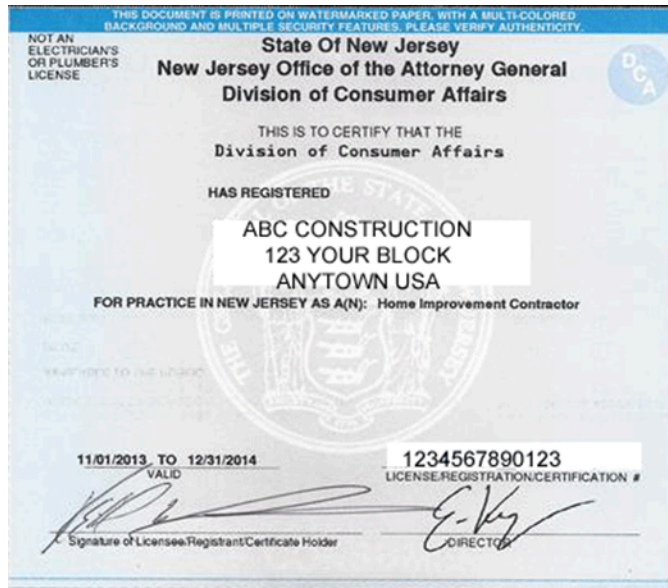 THIS DOCUMENT IS PRINTED ON WATERMARKED PAPER, WITH A MULTI-COLORED
BACKGROUND AND MULTIPLE SECURITY FEATURES. PLEASE VERIFY AUTHENTICITY.
NOT AN
ELECTRICIAN'S
OR PLUMBER'S
LICENSE
State Of New Jersey
New Jersey Office of the Attorney General
Division of Consumer Affairs
DCA
THIS IS TO CERTIFY THAT THE
Division of Consumer Affairs
HAS REGISTERED
ABC CONSTRUCTION
123 YOUR BLOCK
ANYTOWN USA
FOR PRACTICE IN NEW JERSEY AS A(N): Home Improvement Contractor
11/01/2013 TO 12/31/2014
VALID
1234567890123
LICENSE/REGISTRATION/CERTIFICATION #
Signature of Licensee/Registrant/Certificate Holder
DIRECTOR